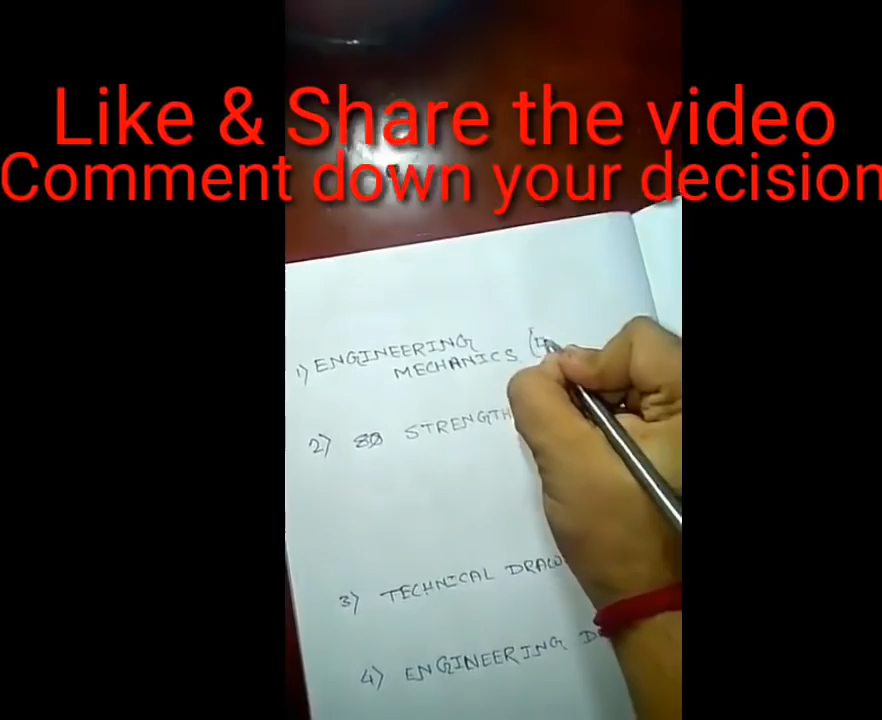 Like & Share the video
Comment down your decision
1) ENGINEERING
MECHANICS (
2) STRENGTH
3) TECHNICAL
4) ENGINEERING